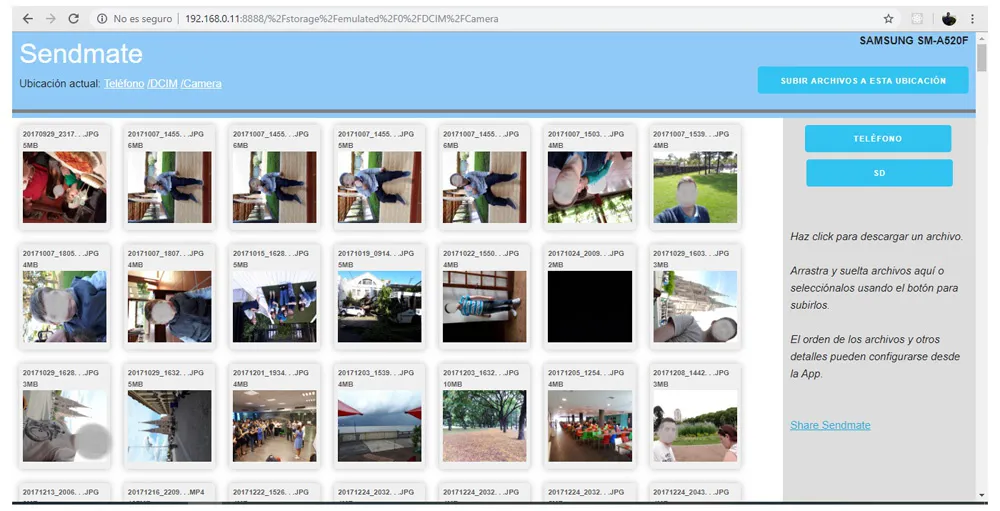 No es seguro | 192.168.0.11:8888/%2Fstorage%2Femulated%2F0%2FDCIM%2FCamera
SAMSUNG SM-A520F
Sendmate
Ubicación actual: Teléfono /DCIM /Camera
SUBIR ARCHIVOS A ESTA UBICACIÓN
20170929_2317. . .JPG
5MB
20171007_1455. . .JPG
6MB
20171007_1455. . .JPG
6MB
20171007_1455. . .JPG
5MB
20171007_1455. . .JPG
6MB
20171007_1503. . .JPG
4MB
20171007_1539. . .JPG
4MB
TELÉFONO
SD
Haz click para descargar un archivo.
Arrastra y suelta archivos aquí o
selecciónalos usando el botón para
subirlos.
El orden de los archivos y otros
detalles pueden configurarse desde
la App.
Share Sendmate
20171007_1805. . .JPG
4MB
20171007_1807. . .JPG
4MB
20171015_1628. . .JPG
5MB
20171019_0914. . .JPG
5MB
20171022_1550. . .JPG
4MB
20171024_2009. . .JPG
2MB
20171029_1603. . .JPG
3MB
20171029_1628. . .JPG
3MB
20171029_1632. . .JPG
5MB
20171201_1934. . .JPG
4MB
20171203_1539. . .JPG
4MB
20171203_1632. . .JPG
10MB
20171205_1254. . .JPG
4MB
20171208_1442. . .JPG
3MB
20171213_2006. . .JPG
20171216_2209. . .MP4
20171222_1526. . .JPG
20171224_2032. . .JPG
20171224_2032. . .JPG
20171224_2032. . .JPG
20171224_2043. . .JPG